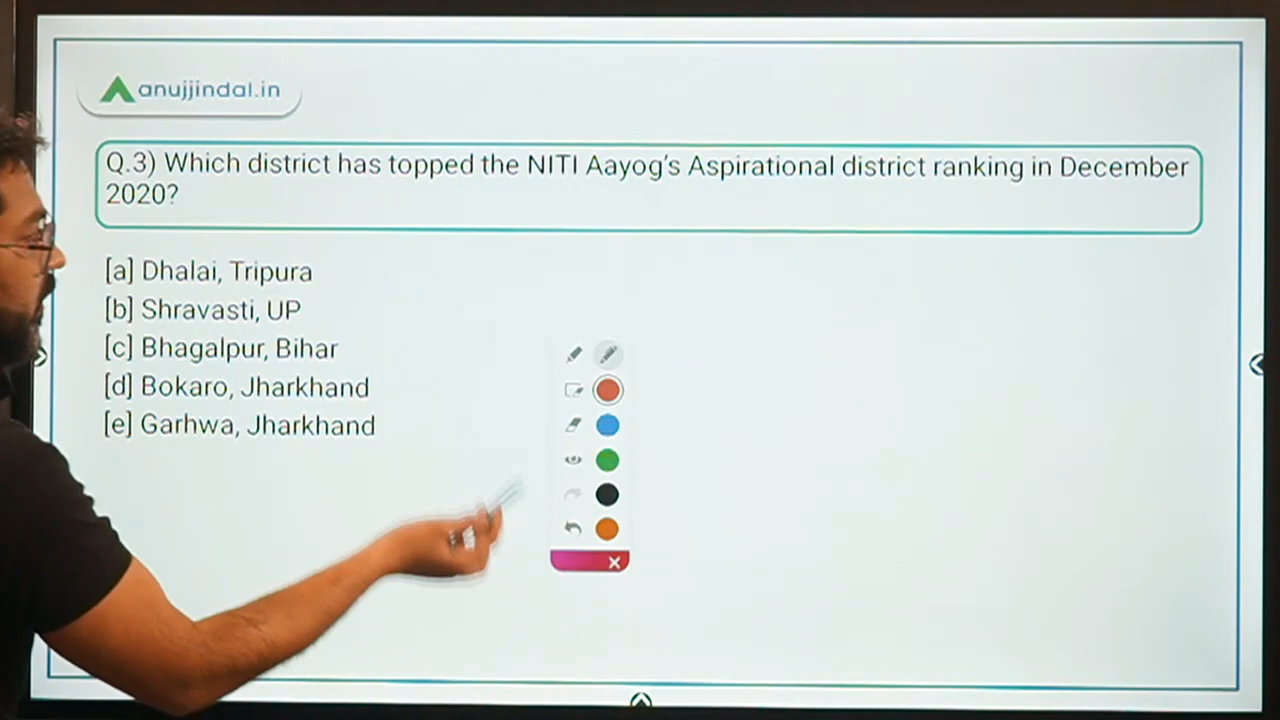 anujjindal.in
Q.3) Which district has topped the NITI Aayog's Aspirational district ranking in December
2020?
[a] Dhalai, Tripura
[b] Shravasti, UP
[c] Bhagalpur, Bihar
[d] Bokaro, Jharkhand
[e] Garhwa, Jharkhand